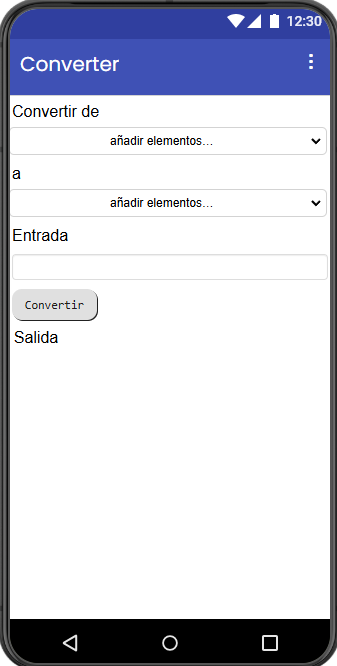 12:30
Converter
Convertir de
añadir elementos...
a
añadir elementos...
Entrada
Convertir
Salida